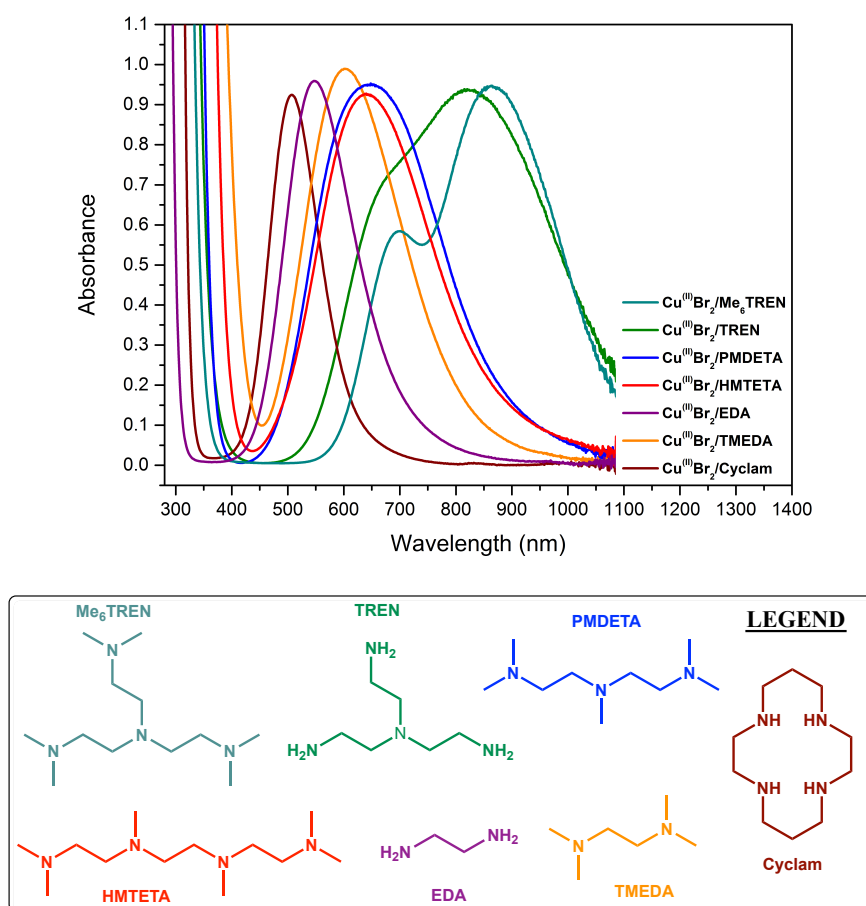 1.1
1.0
0.9
0.8
0.7
0.6
0.5
0.4
0.3
0.2
0.1
0.0
Absorbance
300 400 500 600 700 800 900 1000 1100 1200 1300 1400
Wavelength (nm)
Cu(II)Br2/Me6TREN
Cu(II)Br2/TREN
Cu(II)Br2/PMDETA
Cu(II)Br2/HMTETA
Cu(II)Br2/EDA
Cu(II)Br2/TMEDA
Cu(II)Br2/Cyclam
Me6TREN
N
N
N
N
TREN
NH2
N
H2N
NH2
PMDETA
N
N
N
LEGEND
NH HN
NH HN
Cyclam
N
N
N
N
HMTETA
H2N
NH2
EDA
N
N
TMEDA